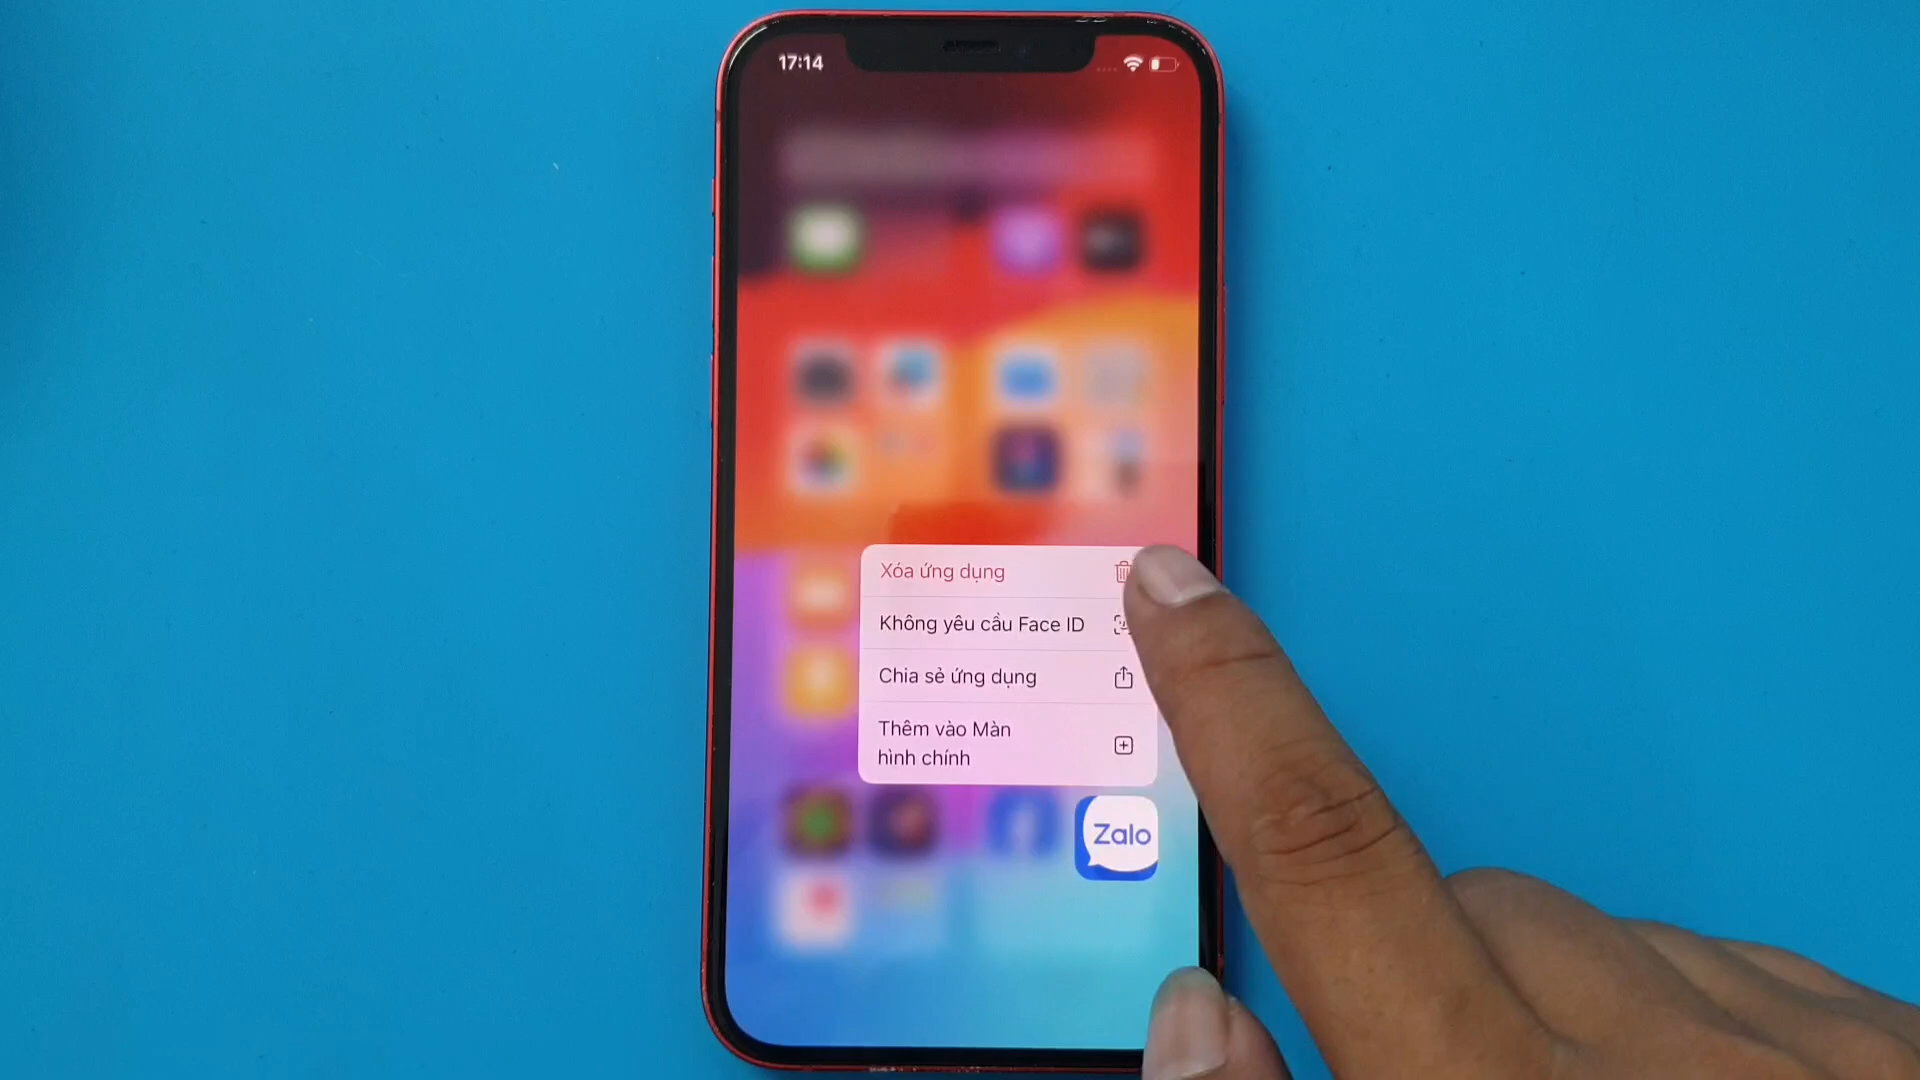 17:14
Xóa ứng dụng
Không yêu cầu Face ID
Chia sẻ ứng dụng
Thêm vào Màn
hình chính
Zalo